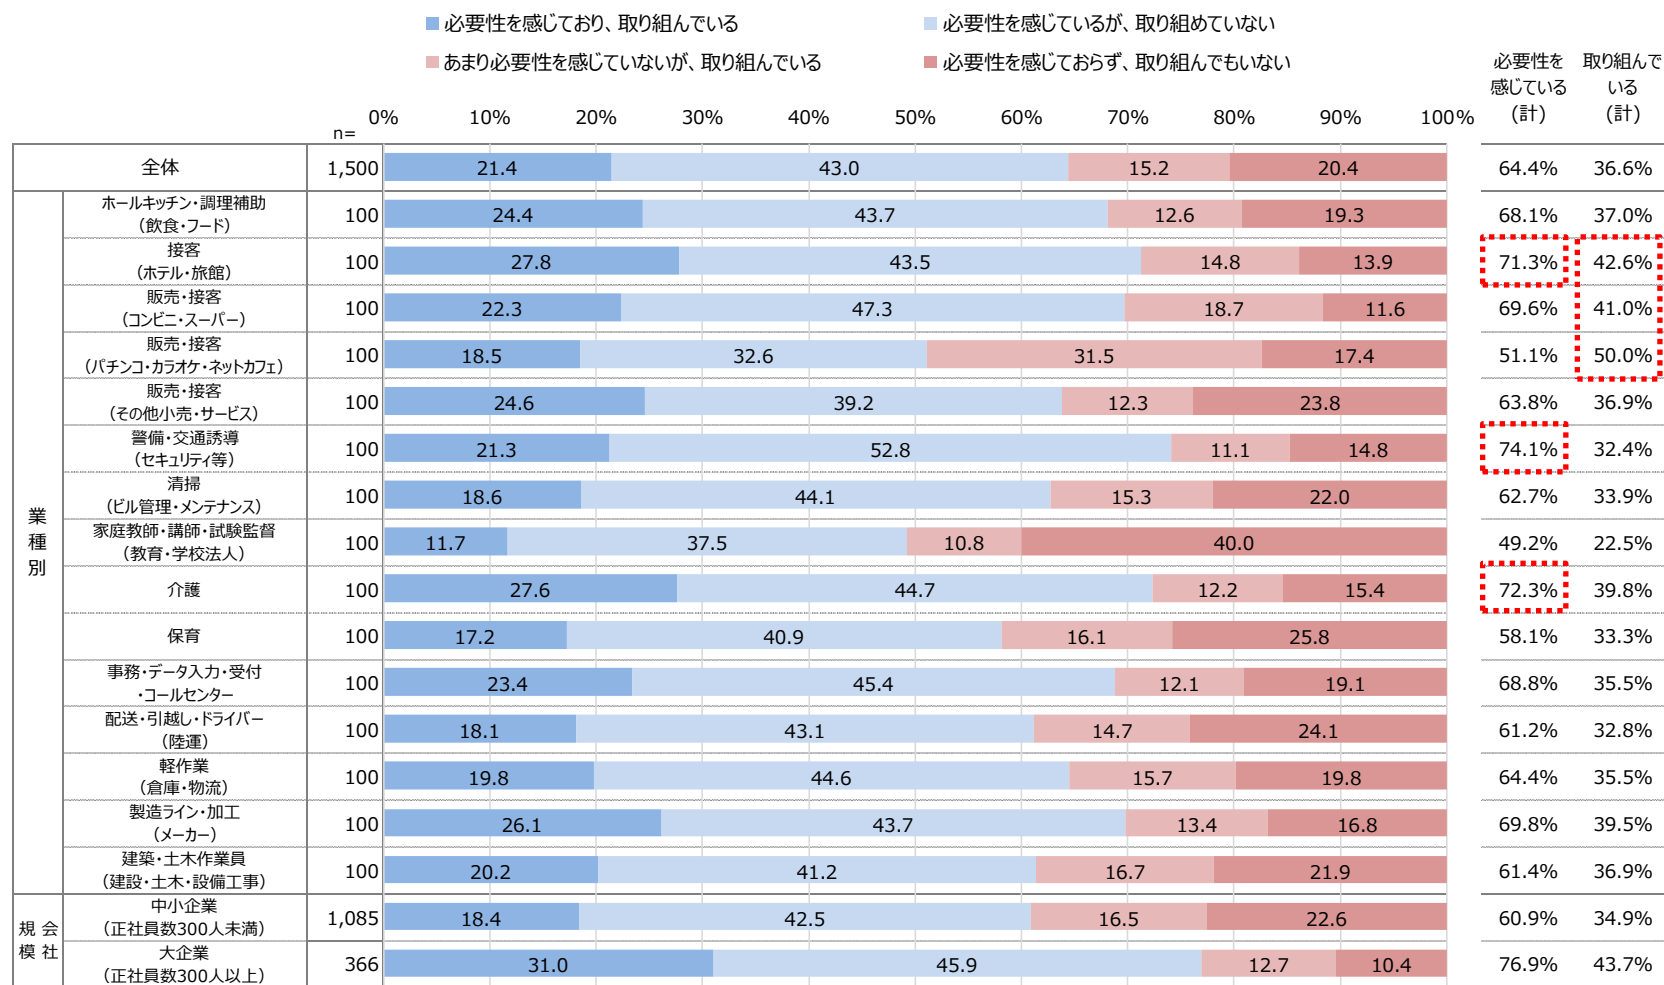 必要性を感じており、取り組んでいる 必要性を感じているが、取り組めていない
あまり必要性を感じていないが、取り組んでいる 必要性を感じておらず、取り組んでもいない
必要性を感じている（計） 取り組んでいる（計）
n= 0% 10% 20% 30% 40% 50% 60% 70% 80% 90% 100%
全体 1,500 21.4 43.0 15.2 20.4 64.4% 36.6%
業種別
ホールキッチン・調理補助
（飲食・フード） 100 24.4 43.7 12.6 19.3 68.1% 37.0%
接客
（ホテル・旅館） 100 27.8 43.5 14.8 13.9 71.3% 42.6%
販売・接客
（コンビニ・スーパー） 100 22.3 47.3 18.7 11.6 69.6% 41.0%
販売・接客
（パチンコ・カラオケ・ネットカフェ） 100 18.5 32.6 31.5 17.4 51.1% 50.0%
販売・接客
（その他小売・サービス） 100 24.6 39.2 12.3 23.8 63.8% 36.9%
警備・交通誘導
（セキュリティ等） 100 21.3 52.8 11.1 14.8 74.1% 32.4%
清掃
（ビル管理・メンテナンス） 100 18.6 44.1 15.3 22.0 62.7% 33.9%
家庭教師・講師・試験監督
（教育・学校法人） 100 11.7 37.5 10.8 40.0 49.2% 22.5%
介護 100 27.6 44.7 12.2 15.4 72.3% 39.8%
保育 100 17.2 40.9 16.1 25.8 58.1% 33.3%
事務・データ入力・受付
・コールセンター 100 23.4 45.4 12.1 19.1 68.8% 35.5%
配送・引越し・ドライバー
（陸運） 100 18.1 43.1 14.7 24.1 61.2% 32.8%
軽作業
（倉庫・物流） 100 19.8 44.6 15.7 19.8 64.4% 35.5%
製造ライン・加工
（メーカー） 100 26.1 43.7 13.4 16.8 69.8% 39.5%
建築・土木作業員
（建設・土木・設備工事） 100 20.2 41.2 16.7 21.9 61.4% 36.9%
会社規模
中小企業
（正社員数300人未満） 1,085 18.4 42.5 16.5 22.6 60.9% 34.9%
大企業
（正社員数300人以上） 366 31.0 45.9 12.7 10.4 76.9% 43.7%